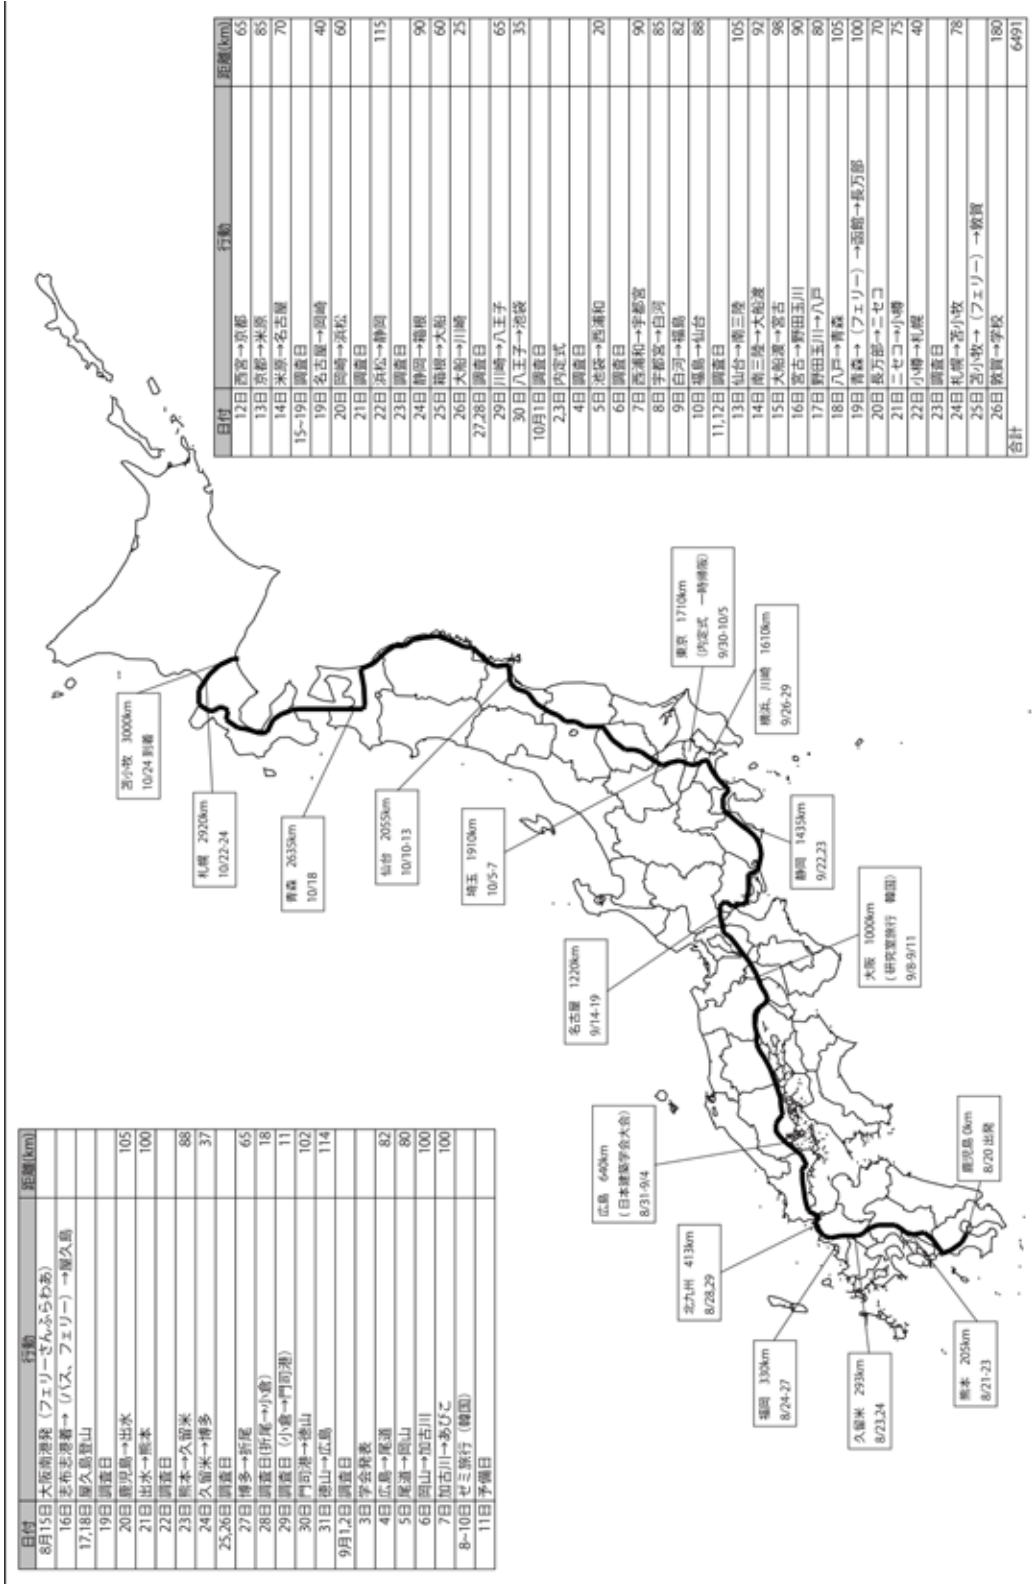 日付 行動 距離(km)
8月15日 大阪南港発（フェリーさんふらわあ）
16日 志布志港着→（バス、フェリー）→屋久島
17,18日 屋久島登山
19日 調査日
20日 鹿児島→出水 105
21日 出水→熊本 100
22日 調査日
23日 熊本→久留米 88
24日 久留米→博多 37
25,26日 調査日
27日 博多→折尾 65
28日 調査日(折尾→小倉) 18
29日 調査日（小倉→門司港） 11
30日 門司港→徳山 102
31日 徳山→広島 114
9月1,2日 調査日
3日 学会発表
4日 広島→尾道 82
5日 尾道→岡山 80
6日 岡山→加古川 100
7日 加古川→あびこ 100
8~10日 ゼミ旅行（韓国）
11日 予備日
福岡 330km
8/24-27
久留米 293km
8/23,24
熊本 205km
8/21-23
北九州 413km
8/28,29
鹿児島 0km
8/20 出発
広島 640km
（日本建築学会大会）
8/31-9/4
名古屋 1220km
9/14-19
大阪 1000km
（研究室旅行 韓国）
9/8-9/11
静岡 1435km
9/22,23
埼玉 1910km
10/5-7
仙台 2055km
10/10-13
青森 2635km
10/18
札幌 2920km
10/22-24
苫小牧 3000km
10/24 到着
東京 1710km
（内定式 一時帰阪）
9/30-10/5
横浜、川崎 1610km
9/26-29
日付 行動 距離(km)
12日 西宮→京都 65
13日 京都→米原 85
14日 米原→名古屋 70
15~19日 調査日
19日 名古屋→岡崎 40
20日 岡崎→浜松 60
21日 調査日
22日 浜松→静岡 115
23日 調査日
24日 静岡→箱根 90
25日 箱根→大船 60
26日 大船→川崎 25
27,28日 調査日
29日 川崎→八王子 65
30日 八王子→池袋 35
10月1日 調査日
2,3日 内定式
4日 調査日
5日 池袋→西浦和 20
6日 調査日
7日 西浦和→宇都宮 90
8日 宇都宮→白河 85
9日 白河→福島 82
10日 福島→仙台 88
11,12日 調査日
13日 仙台→南三陸 105
14日 南三陸→大船渡 92
15日 大船渡→宮古 98
16日 宮古→野田玉川 90
17日 野田玉川→八戸 80
18日 八戸→青森 105
19日 青森→（フェリー）→函館→長万部 100
20日 長万部→ニセコ 70
21日 ニセコ→小樽 75
22日 小樽→札幌 40
23日 調査日
24日 札幌→苫小牧 78
25日 苫小牧→（フェリー）→敦賀
26日 敦賀→学校 180
合計 6491